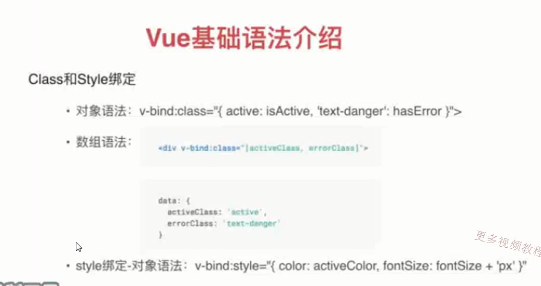 Vue基础语法介绍
Class和Style绑定
• 对象语法：v-bind:class="{ active: isActive, 'text-danger': hasError }">
• 数组语法：
<div v-bind:class="[activeClass, errorClass]">
data: {
activeClass: 'active',
errorClass: 'text-danger'
}
更多视频教程
• style绑定-对象语法：v-bind:style="{ color: activeColor, fontSize: fontSize + 'px' }"